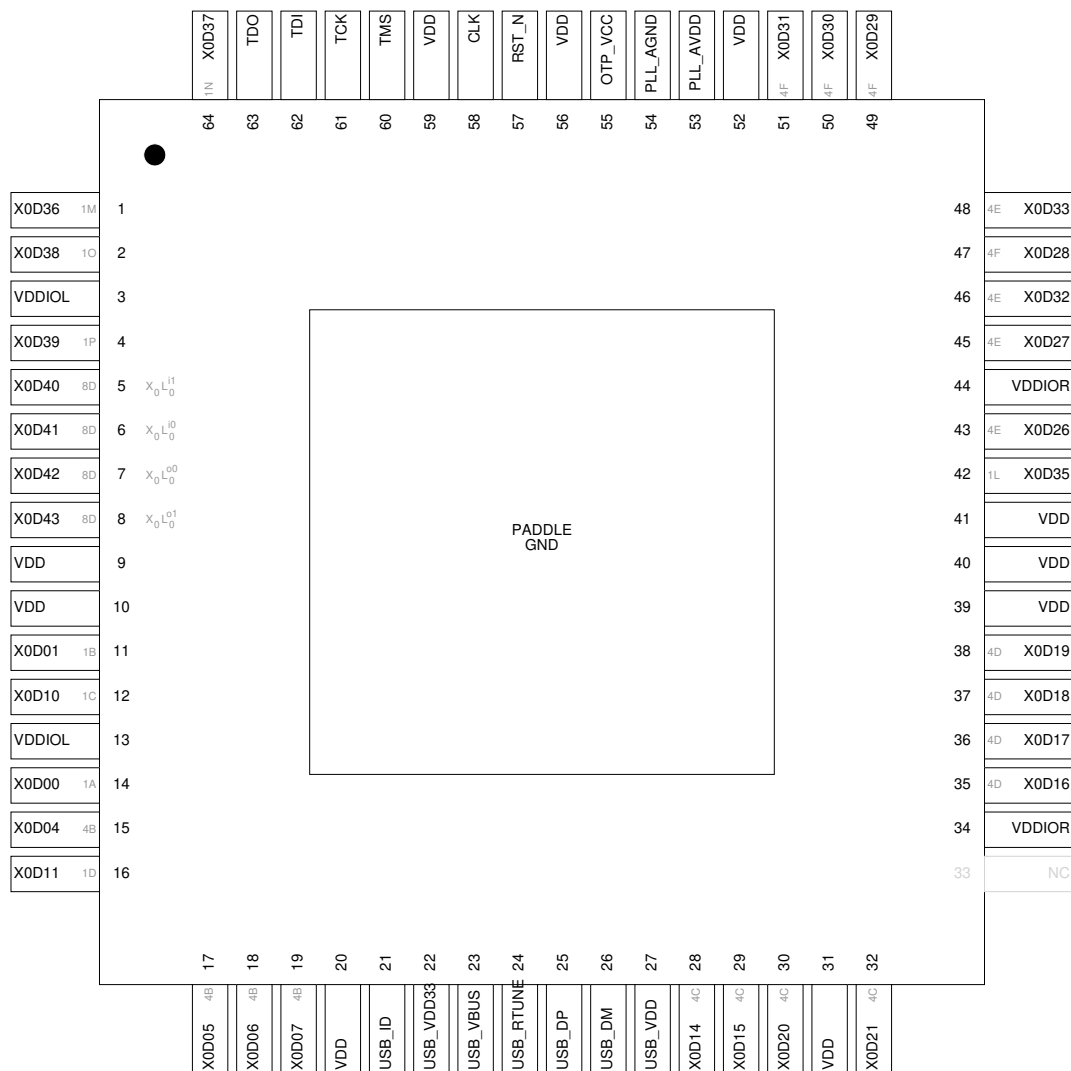 X0D37 1N
TDO
TDI
TCK
TMS
VDD
CLK
RST_N
VDD
OTP_VCC
PLL_AGND
PLL_AVDD
VDD
X0D31 4F
X0D30 4F
X0D29 4F
64 63 62 61 60 59 58 57 56 55 54 53 52 51 50 49
X0D36 1M 1
X0D38 1O 2
VDDIOL 3
X0D39 1P 4
X0D40 8D 5 X0L0i1
X0D41 8D 6 X0L0i0
X0D42 8D 7 X0L0o0
X0D43 8D 8 X0L0o1
VDD 9
VDD 10
X0D01 1B 11
X0D10 1C 12
VDDIOL 13
X0D00 1A 14
X0D04 4B 15
X0D11 1D 16
PADDLE
GND
48 4E X0D33
47 4F X0D28
46 4E X0D32
45 4E X0D27
44 VDDIOR
43 4E X0D26
42 1L X0D35
41 VDD
40 VDD
39 VDD
38 4D X0D19
37 4D X0D18
36 4D X0D17
35 4D X0D16
34 VDDIOR
33 NC
17 18 19 20 21 22 23 24 25 26 27 28 29 30 31 32
X0D05 4B
X0D06 4B
X0D07 4B
VDD
USB_ID
USB_VDD33
USB_VBUS
USB_RTUNE
USB_DP
USB_DM
USB_VDD
X0D14 4C
X0D15 4C
X0D20 4C
VDD
X0D21 4C